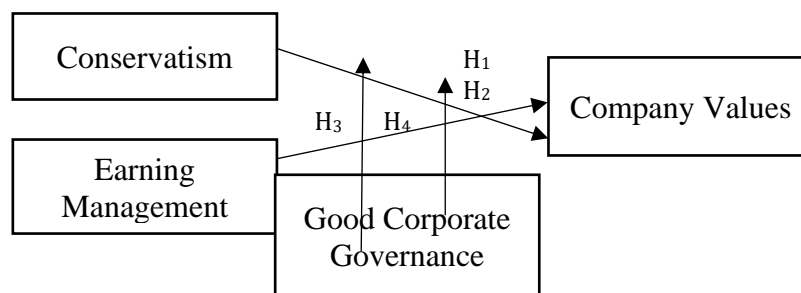 Conservatism
H₁
H₂
Company Values
H₃ H₄
Earning
Management
Good Corporate
Governance